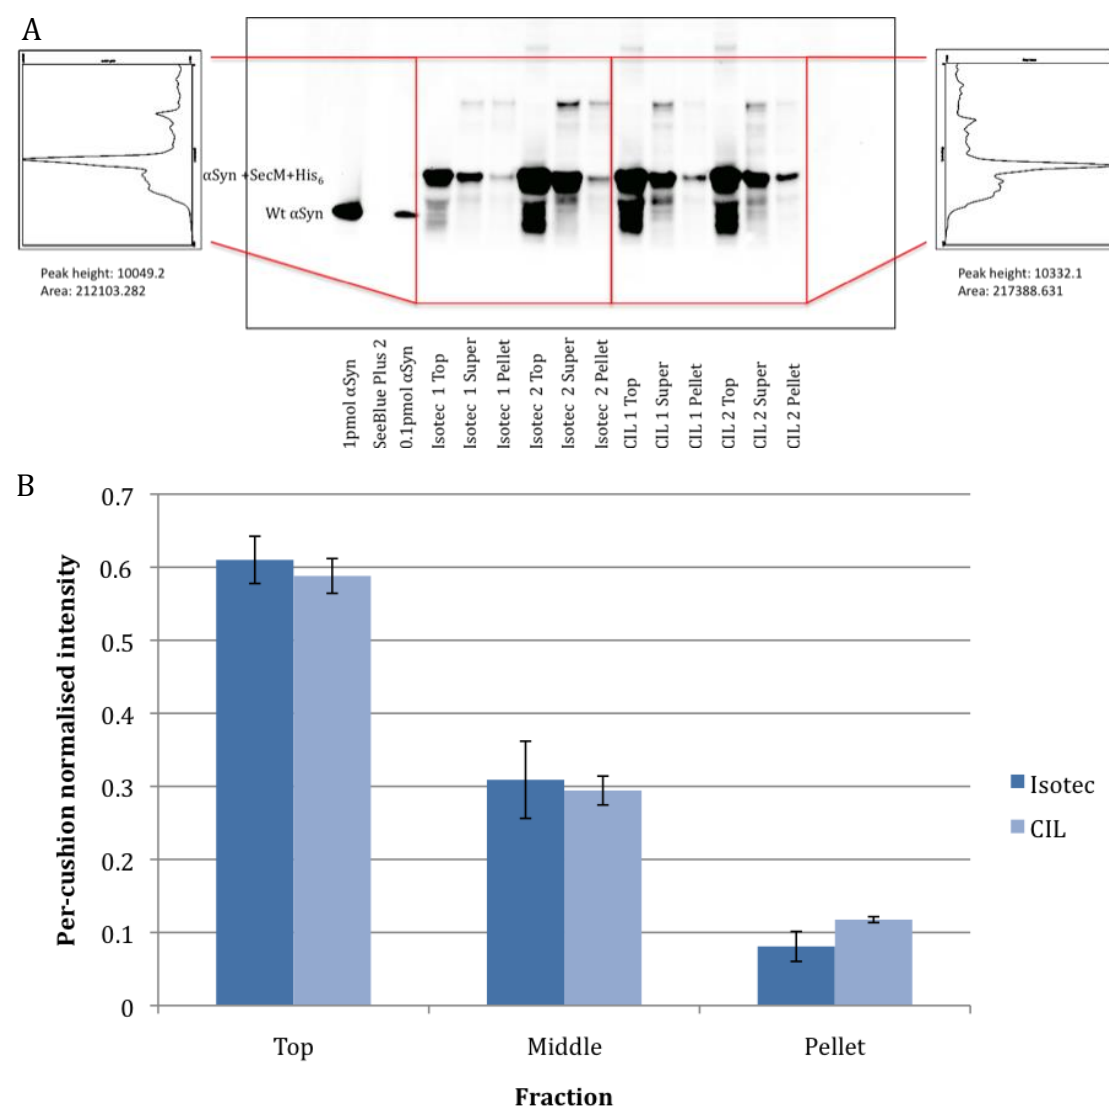 A
αSyn +SecM+His₆
Wt αSyn
Peak height: 10049.2
Area: 212103.282
Peak height: 10332.1
Area: 217388.631
1pmol αSyn
SeeBlue Plus 2
0.1pmol αSyn
Isotec 1 Top
Isotec 1 Super
Isotec 1 Pellet
Isotec 2 Top
Isotec 2 Super
Isotec 2 Pellet
CIL 1 Top
CIL 1 Super
CIL 1 Pellet
CIL 2 Top
CIL 2 Super
CIL 2 Pellet
B
Per-cushion normalised intensity
0.7
0.6
0.5
0.4
0.3
0.2
0.1
0
Isotec
CIL
Top Middle Pellet
Fraction